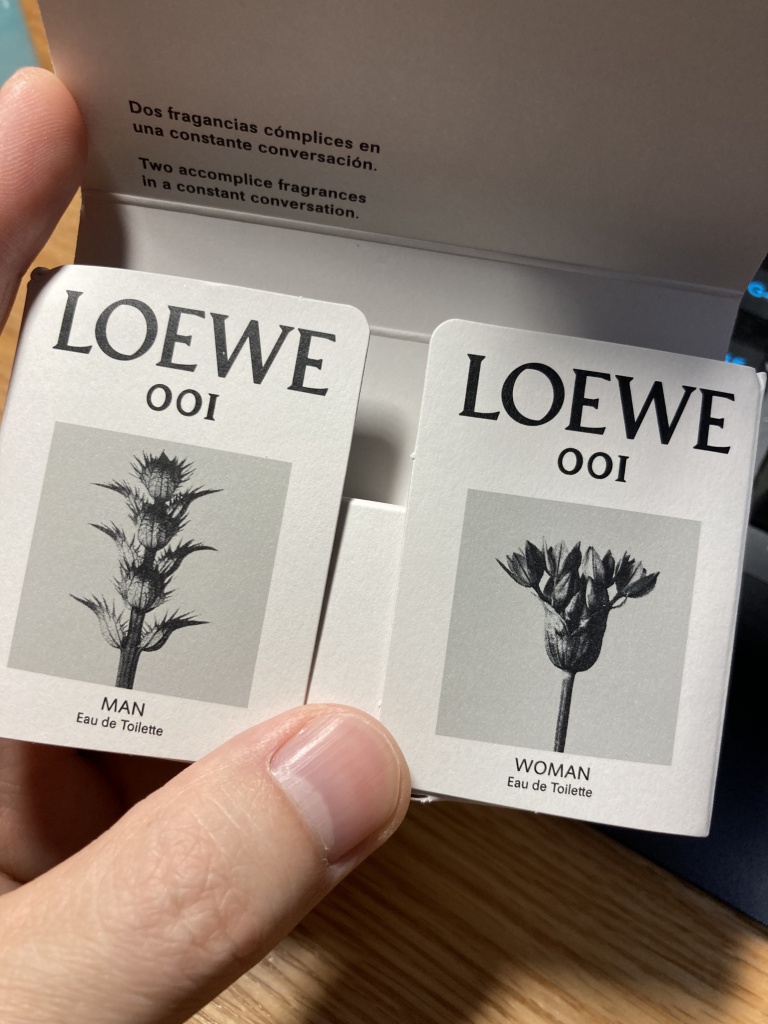 Dos fragancias cómplices en
una constante conversación.
Two accomplice fragrances
in a constant conversation.
LOEWE
001
MAN
Eau de Toilette
LOEWE
001
WOMAN
Eau de Toilette